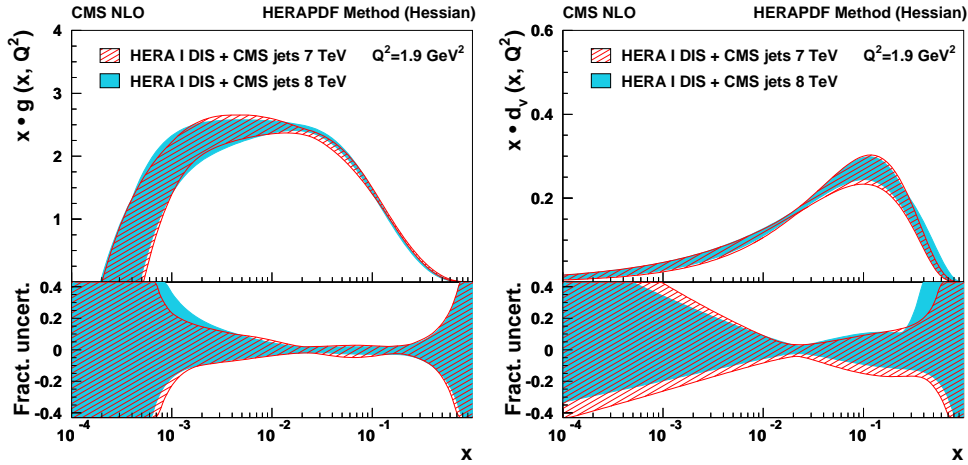 CMS NLO HERAPDF Method (Hessian)
x • g (x, Q²)
4
3
2
1
HERA I DIS + CMS jets 7 TeV Q²=1.9 GeV²
HERA I DIS + CMS jets 8 TeV
Fract. uncert.
0.4
0.2
0
-0.2
-0.4
10⁻⁴ 10⁻³ 10⁻² 10⁻¹
x
CMS NLO HERAPDF Method (Hessian)
x • dᵥ (x, Q²)
0.6
0.4
0.2
HERA I DIS + CMS jets 7 TeV Q²=1.9 GeV²
HERA I DIS + CMS jets 8 TeV
Fract. uncert.
0.4
0.2
0
-0.2
-0.4
10⁻⁴ 10⁻³ 10⁻² 10⁻¹
x